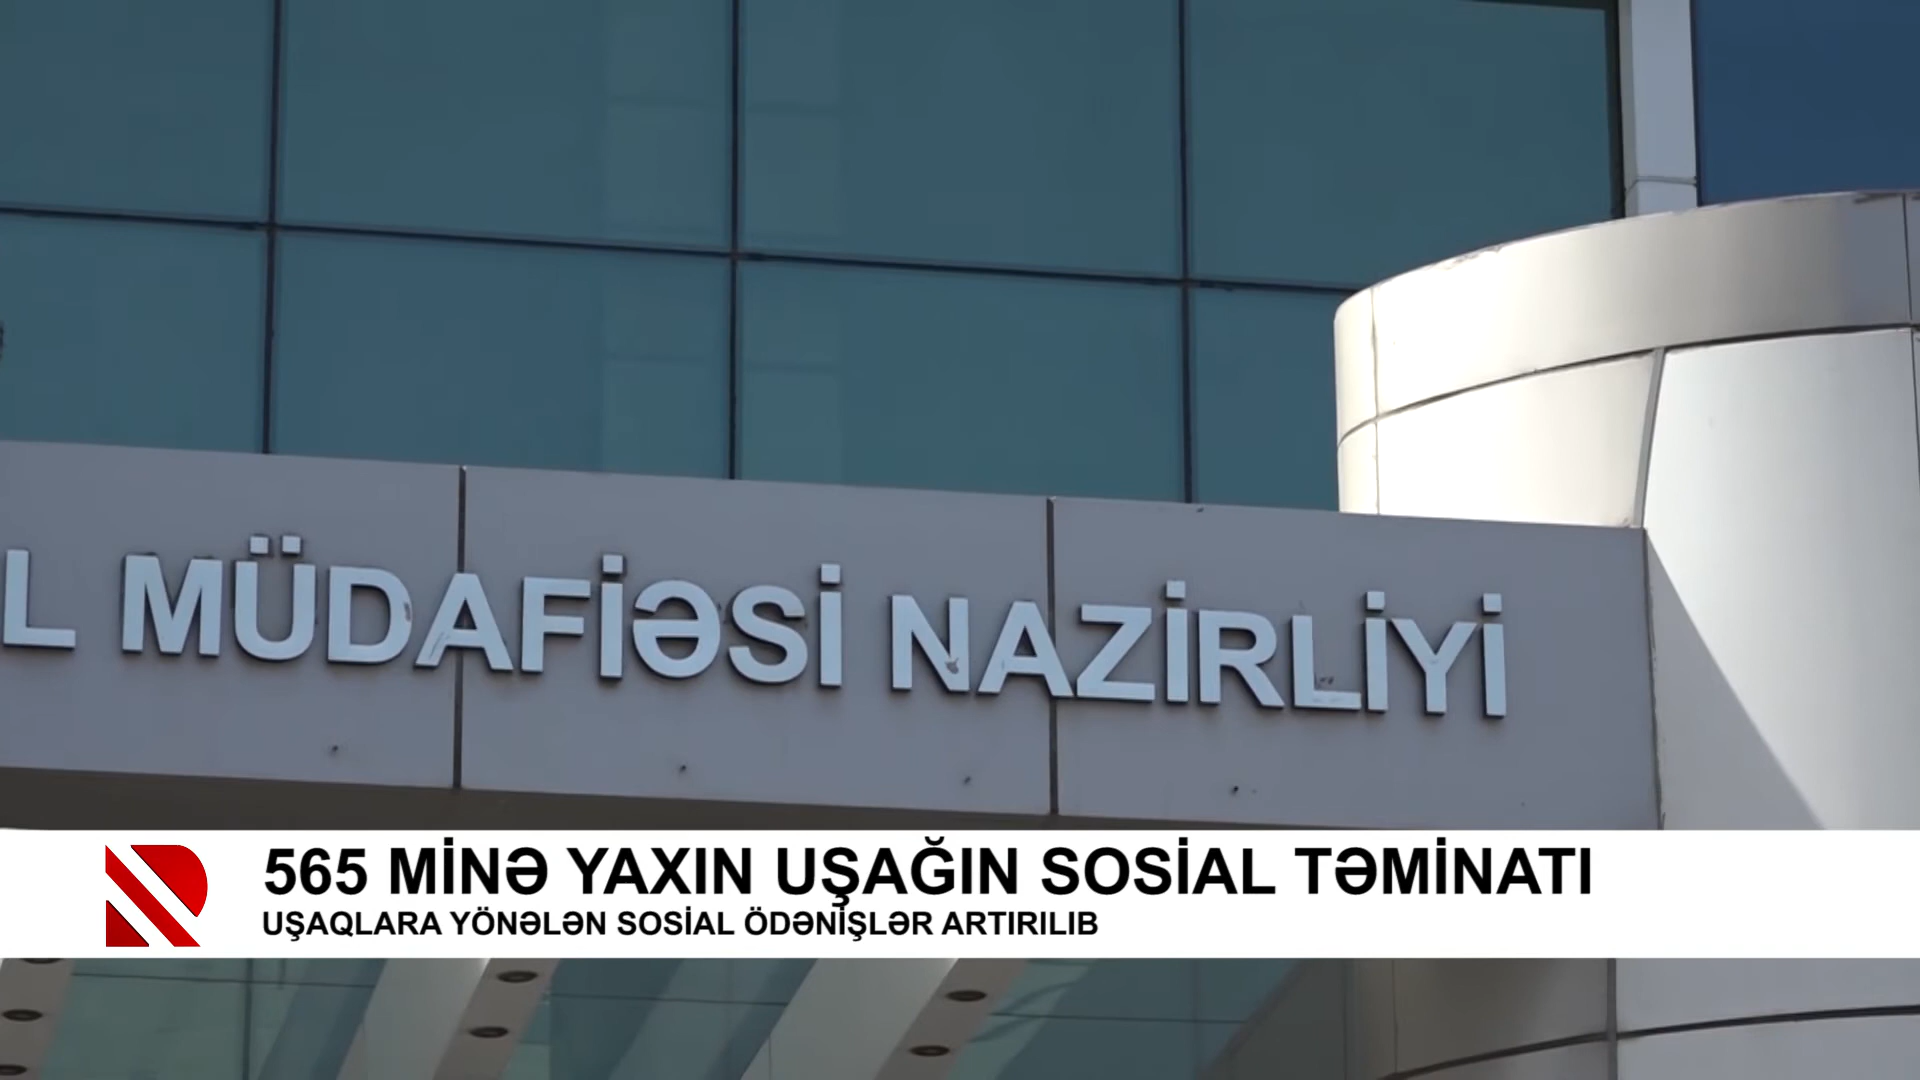 L MÜDAFİƏSİ NAZİRLİYİ
565 MİNƏ YAXIN UŞAĞIN SOSİAL TƏMİNATI
UŞAQLARA YÖNƏLƏN SOSİAL ÖDƏNİŞLƏR ARTIRILIB